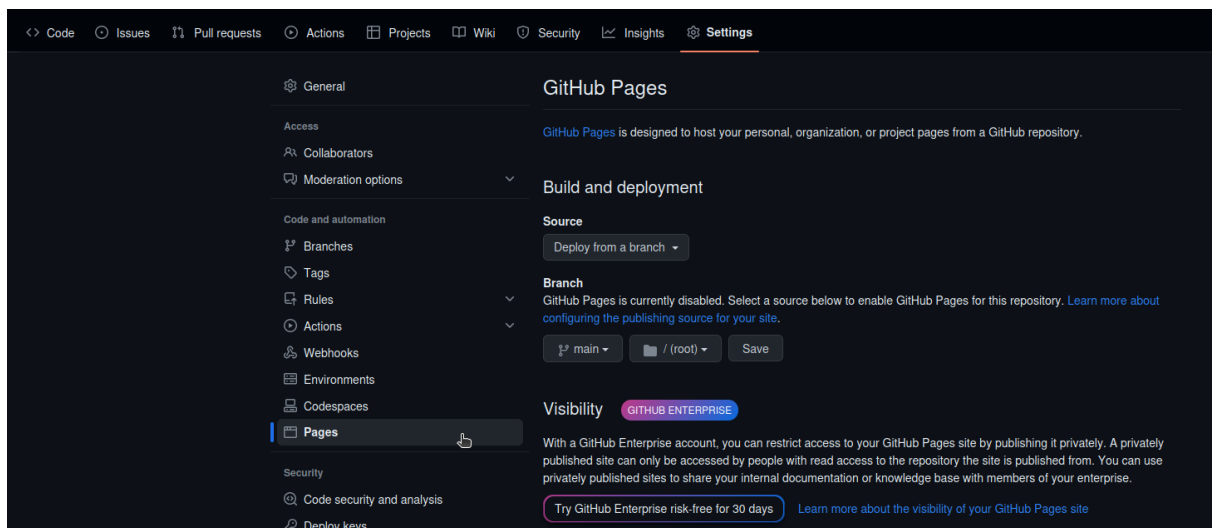 Code Issues Pull requests Actions Projects Wiki Security Insights Settings
General
Access
Collaborators
Moderation options
Code and automation
Branches
Tags
Rules
Actions
Webhooks
Environments
Codespaces
Pages
Security
Code security and analysis
Deploy keys
GitHub Pages
GitHub Pages is designed to host your personal, organization, or project pages from a GitHub repository.
Build and deployment
Source
Deploy from a branch
Branch
GitHub Pages is currently disabled. Select a source below to enable GitHub Pages for this repository. Learn more about
configuring the publishing source for your site.
main / (root) Save
Visibility GITHUB ENTERPRISE
With a GitHub Enterprise account, you can restrict access to your GitHub Pages site by publishing it privately. A privately
published site can only be accessed by people with read access to the repository the site is published from. You can use
privately published sites to share your internal documentation or knowledge base with members of your enterprise.
Try GitHub Enterprise risk-free for 30 days Learn more about the visibility of your GitHub Pages site